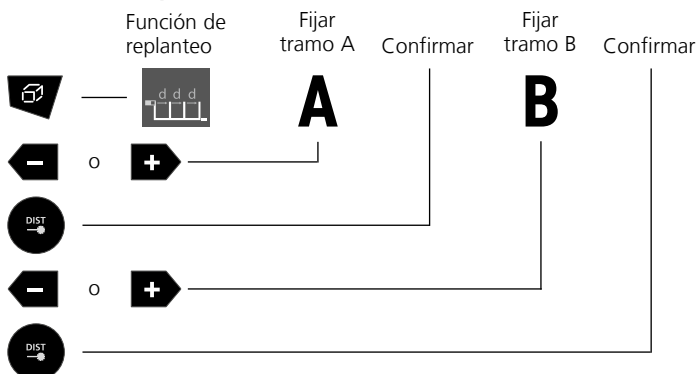 Función de
replanteo
Fijar
tramo A
Confirmar
Fijar
tramo B
Confirmar
d d d
A
B
− o +
DIST
− o +
DIST